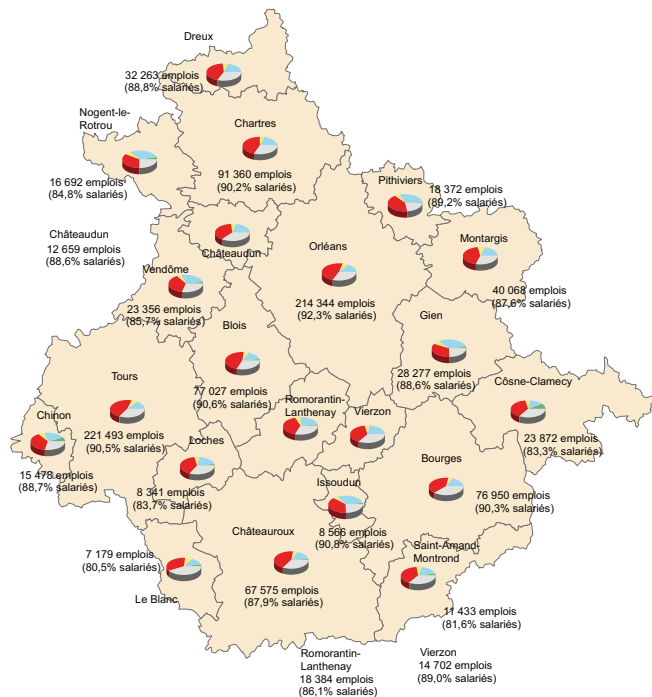 Dreux
32 263 emplois
(88,8% salariés)
Nogent-le-
Rotrou
16 692 emplois
(84,8% salariés)
Chartres
91 360 emplois
(90,2% salariés)
Pithiviers
18 372 emplois
(89,2% salariés)
Châteaudun
12 659 emplois
(88,6% salariés)
Châteaudun
Orléans
214 344 emplois
(92,3% salariés)
Montargis
40 068 emplois
(87,6% salariés)
Vendôme
23 356 emplois
(85,7% salariés)
Blois
77 027 emplois
(90,6% salariés)
Gien
28 277 emplois
(88,6% salariés)
Tours
221 493 emplois
(90,5% salariés)
Romorantin-
Lanthenay
Vierzon
Côsne-Clamecy
23 872 emplois
(83,3% salariés)
Chinon
15 478 emplois
(88,7% salariés)
Loches
8 341 emplois
(83,7% salariés)
Issoudun
8 566 emplois
(90,8% salariés)
Bourges
76 950 emplois
(90,3% salariés)
7 179 emplois
(80,5% salariés)
Le Blanc
Châteauroux
67 575 emplois
(87,9% salariés)
Saint-Amand-
Montrond
11 433 emplois
(81,6% salariés)
Romorantin-
Lanthenay
18 384 emplois
(86,1% salariés)
Vierzon
14 702 emplois
(89,0% salariés)